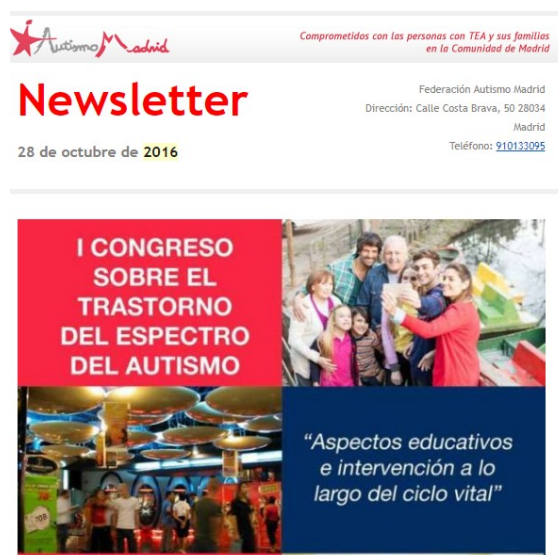 Autismo Madrid
Comprometidos con las personas con TEA y sus familias
en la Comunidad de Madrid
Newsletter
28 de octubre de 2016
Federación Autismo Madrid
Dirección: Calle Costa Brava, 50 28034
Madrid
Teléfono: 910133095
I CONGRESO
SOBRE EL
TRASTORNO
DEL ESPECTRO
DEL AUTISMO
“Aspectos educativos
e intervención a lo
largo del ciclo vital”